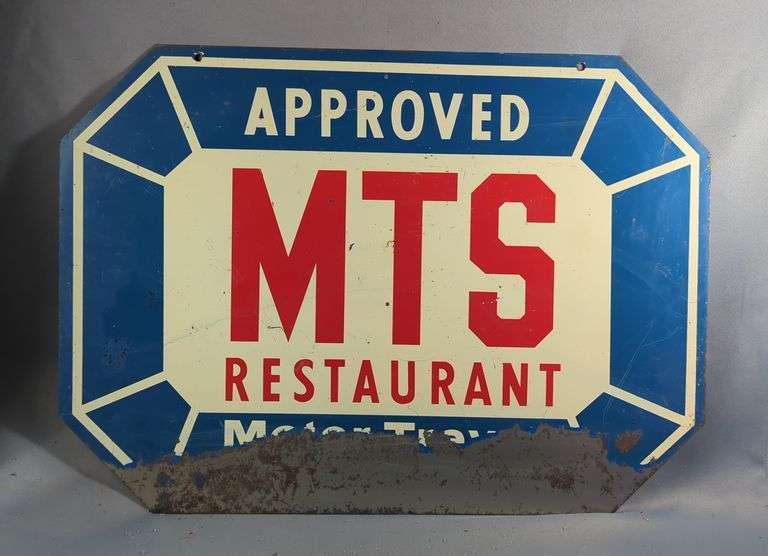 APPROVED
MTS
RESTAURANT
Motor